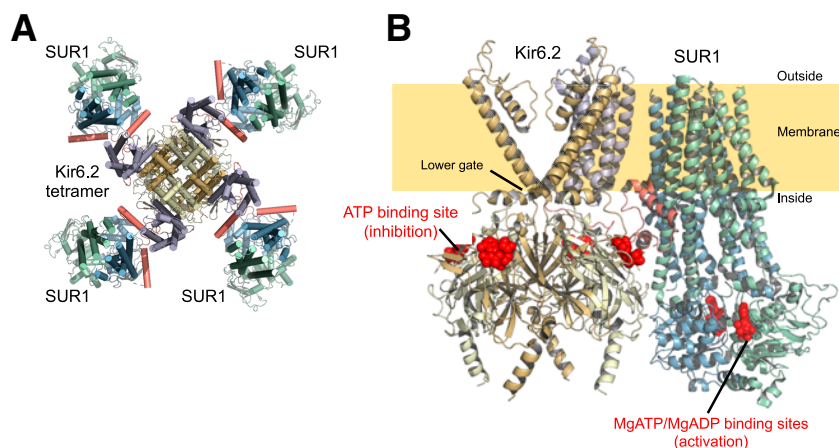 A
SUR1
SUR1
Kir6.2
tetramer
SUR1
SUR1
B
Kir6.2
SUR1
Outside
Membrane
Lower gate
Inside
ATP binding site
(inhibition)
MgATP/MgADP binding sites
(activation)